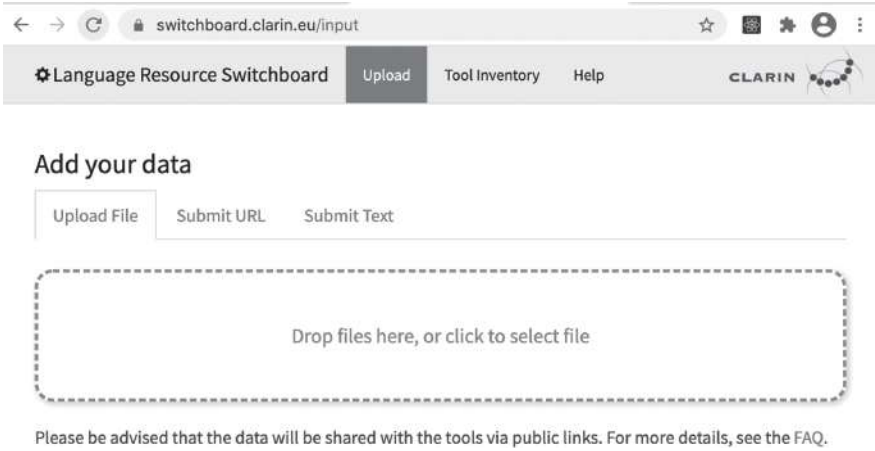 switchboard.clarin.eu/input
Language Resource Switchboard Upload Tool Inventory Help CLARIN
Add your data
Upload File Submit URL Submit Text
Drop files here, or click to select file
Please be advised that the data will be shared with the tools via public links. For more details, see the FAQ.